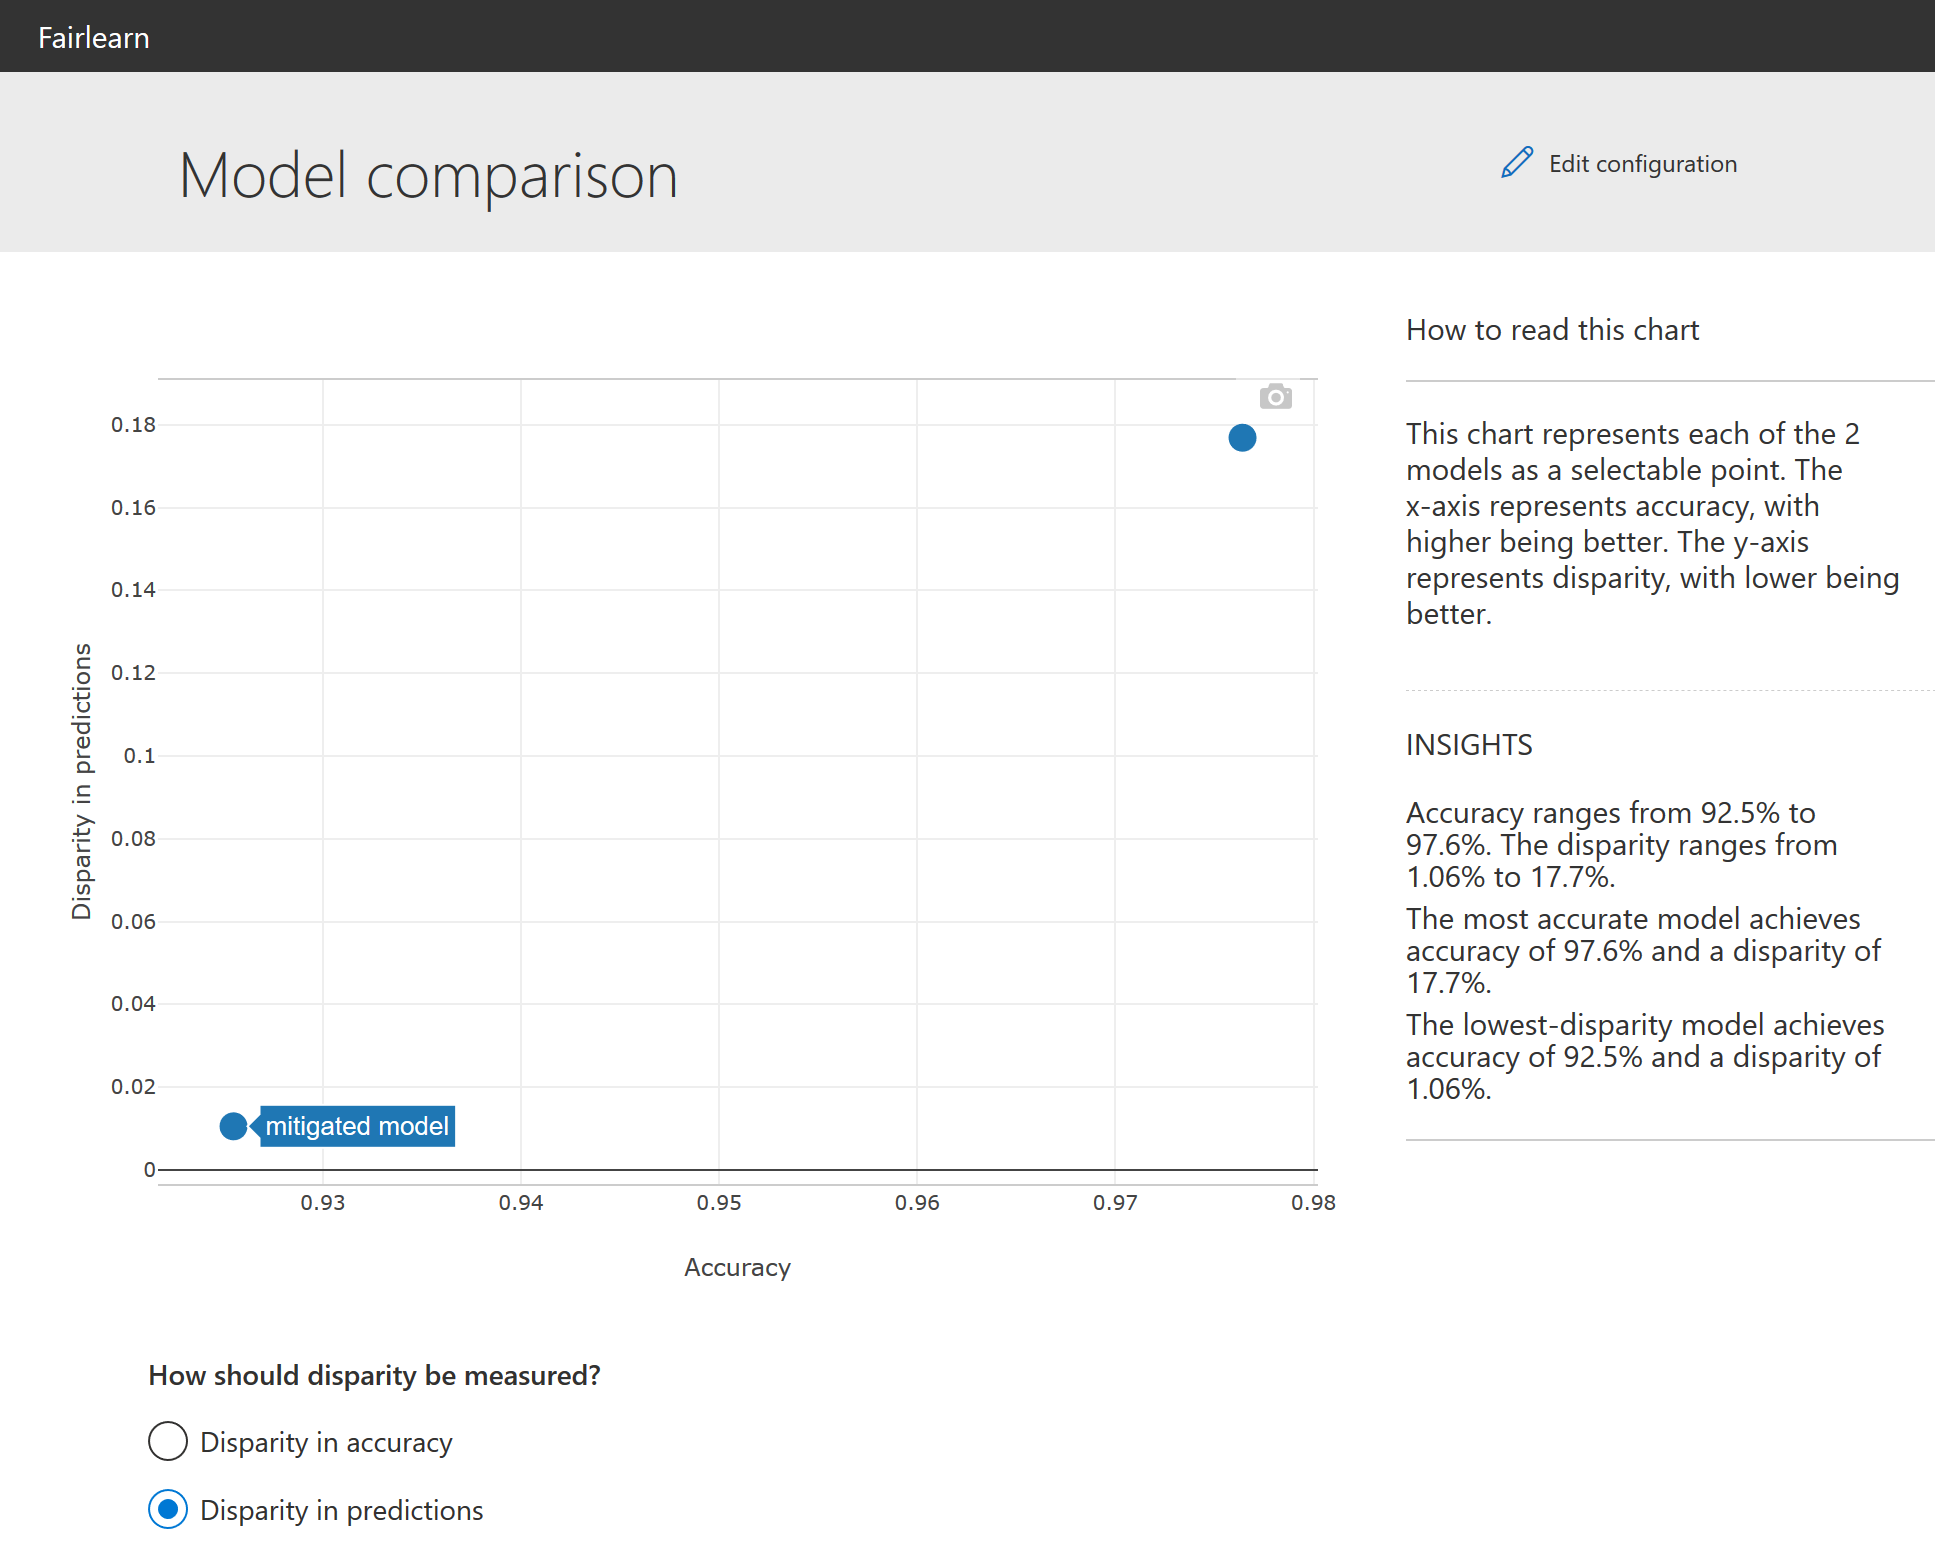 Fairlearn
Model comparison
Edit configuration
0.18
0.16
0.14
0.12
0.1
0.08
0.06
0.04
0.02
0
Disparity in predictions
mitigated model
0.93
0.94
0.95
0.96
0.97
0.98
Accuracy
How to read this chart
This chart represents each of the 2
models as a selectable point. The
x-axis represents accuracy, with
higher being better. The y-axis
represents disparity, with lower being
better.
INSIGHTS
Accuracy ranges from 92.5% to
97.6%. The disparity ranges from
1.06% to 17.7%.
The most accurate model achieves
accuracy of 97.6% and a disparity of
17.7%.
The lowest-disparity model achieves
accuracy of 92.5% and a disparity of
1.06%.
How should disparity be measured?
Disparity in accuracy
Disparity in predictions